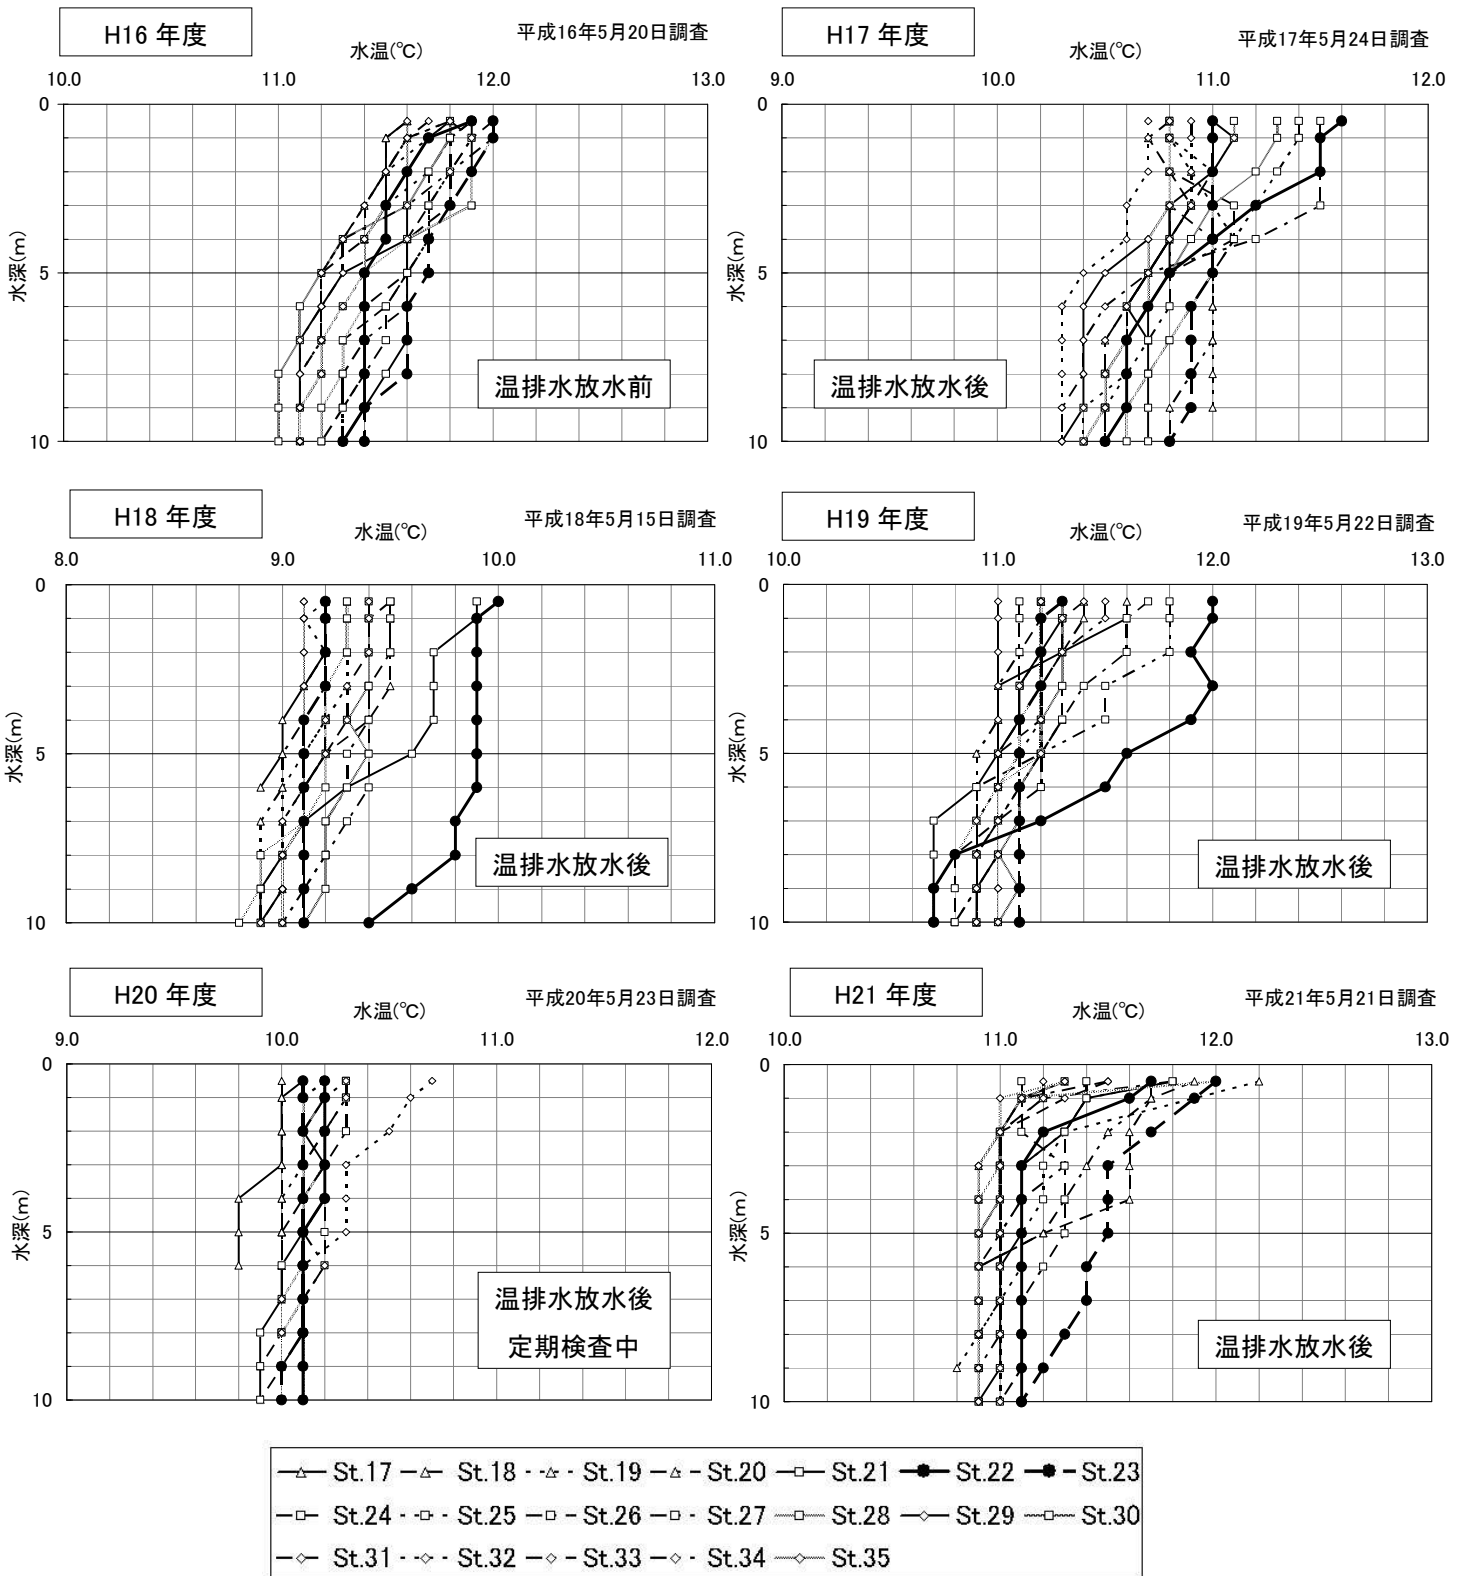 H16 年度
平成16年5月20日調査
水温(℃)
10.0 11.0 12.0 13.0
0
5
10
水深(m)
温排水放水前
H17 年度
平成17年5月24日調査
水温(℃)
9.0 10.0 11.0 12.0
0
5
10
水深(m)
温排水放水後
H18 年度
平成18年5月15日調査
水温(℃)
8.0 9.0 10.0 11.0
0
5
10
水深(m)
温排水放水後
H19 年度
平成19年5月22日調査
水温(℃)
10.0 11.0 12.0 13.0
0
5
10
水深(m)
温排水放水後
H20 年度
平成20年5月23日調査
水温(℃)
9.0 10.0 11.0 12.0
0
5
10
水深(m)
温排水放水後
定期検査中
H21 年度
平成21年5月21日調査
水温(℃)
10.0 11.0 12.0 13.0
0
5
10
水深(m)
温排水放水後
St.17 St.18 St.19 St.20 St.21 St.22 St.23
St.24 St.25 St.26 St.27 St.28 St.29 St.30
St.31 St.32 St.33 St.34 St.35